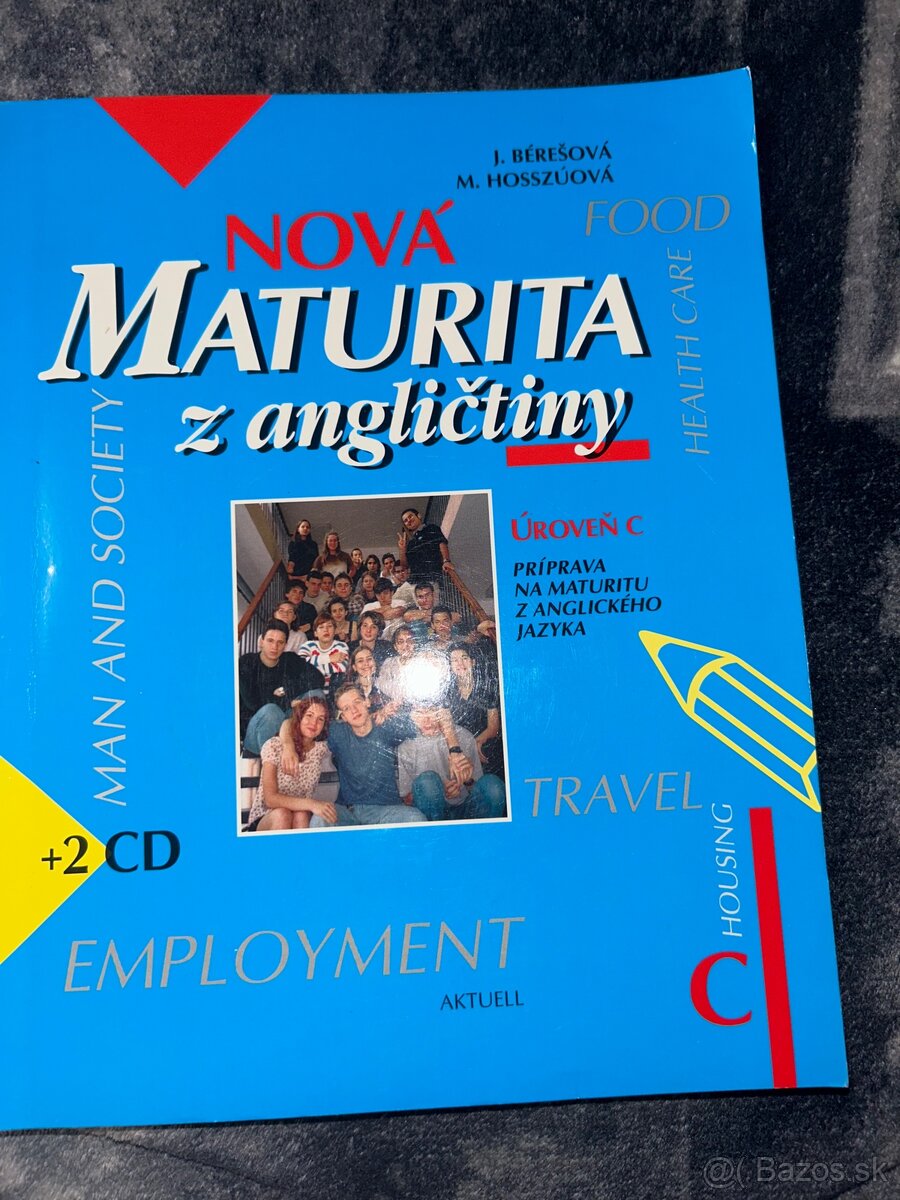 J. BÉREŠOVÁ
M. HOSSZÚOVÁ
FOOD
NOVÁ
MATURITA
z angličtiny
HEALTH CARE
MAN AND SOCIETY
ÚROVEŇ C
PRÍPRAVA
NA MATURITU
Z ANGLICKÉHO
JAZYKA
TRAVEL
HOUSING
+2 CD
EMPLOYMENT
AKTUELL
C
@( Bazos.sk